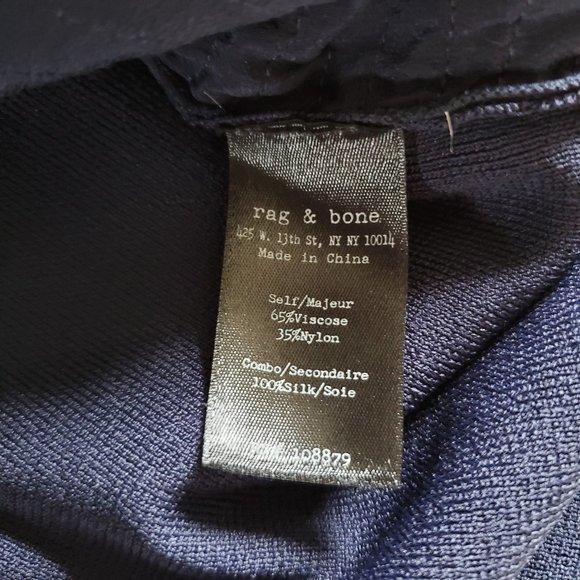 rag & bone
425 W. 13th St, NY NY 10014
Made in China
Self/Majeur
65%Viscose
35%Nylon
Combo/Secondaire
100%Silk/Soie
108879